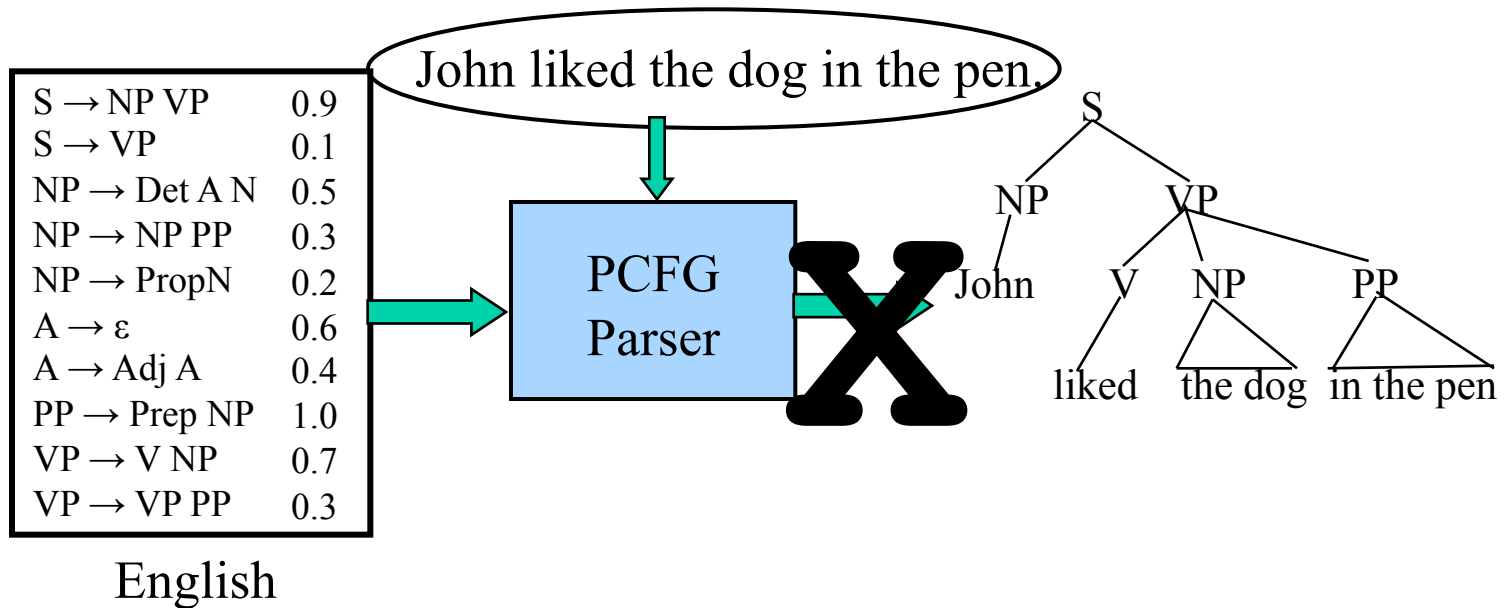 John liked the dog in the pen.
S → NP VP 0.9
S → VP 0.1
NP → Det A N 0.5
NP → NP PP 0.3
NP → PropN 0.2
A → ε 0.6
A → Adj A 0.4
PP → Prep NP 1.0
VP → V NP 0.7
VP → VP PP 0.3
English
PCFG
Parser
X
S
NP VP
John V NP PP
liked the dog in the pen